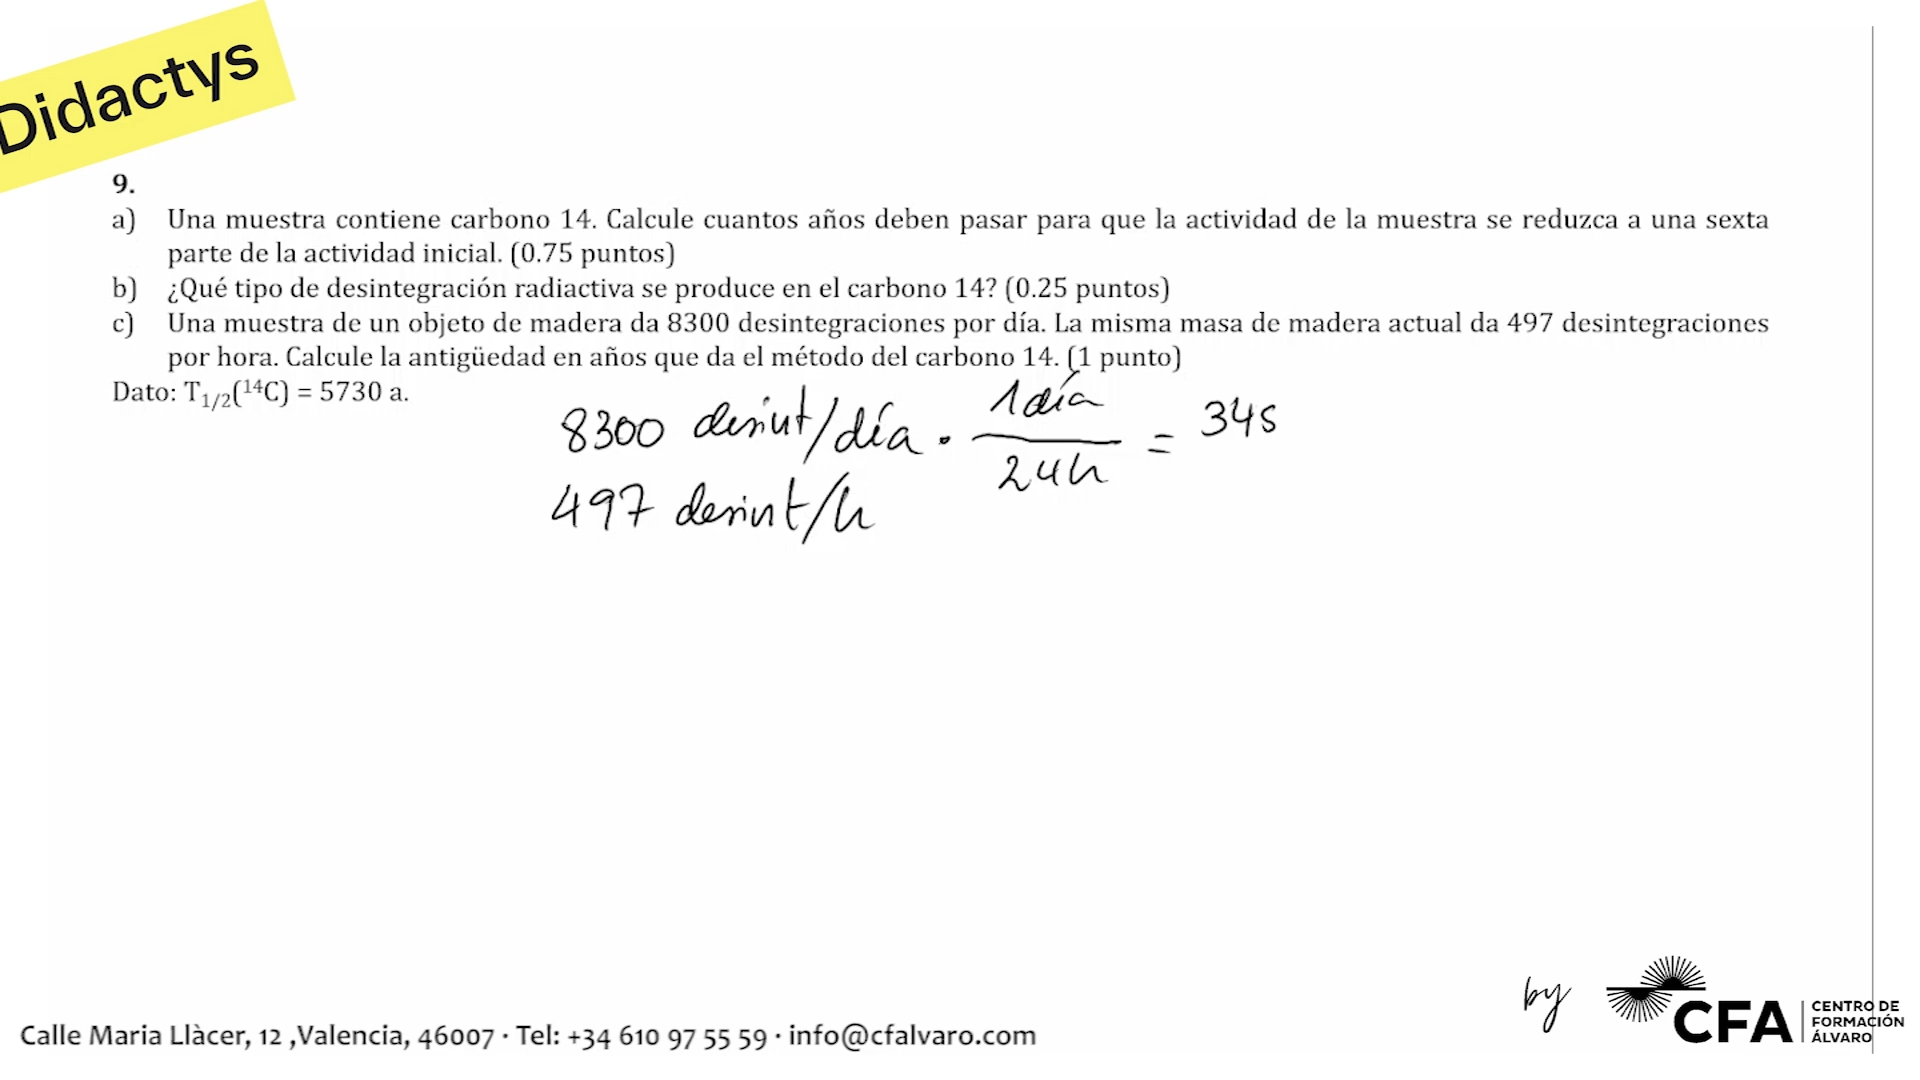 Didactys
9.
a) Una muestra contiene carbono 14. Calcule cuantos años deben pasar para que la actividad de la muestra se reduzca a una sexta
parte de la actividad inicial. (0.75 puntos)
b) ¿Qué tipo de desintegración radiactiva se produce en el carbono 14? (0.25 puntos)
c) Una muestra de un objeto de madera da 8300 desintegraciones por día. La misma masa de madera actual da 497 desintegraciones
por hora. Calcule la antigüedad en años que da el método del carbono 14. (1 punto)
Dato: T₁/₂(¹⁴C) = 5730 a.
8300 desint/día · 1día/24h = 345
497 desint/h
by
CFA
CENTRO DE
FORMACIÓN
ÁLVARO
Calle Maria Llàcer, 12 ,Valencia, 46007 · Tel: +34 610 97 55 59 · info@cfalvaro.com